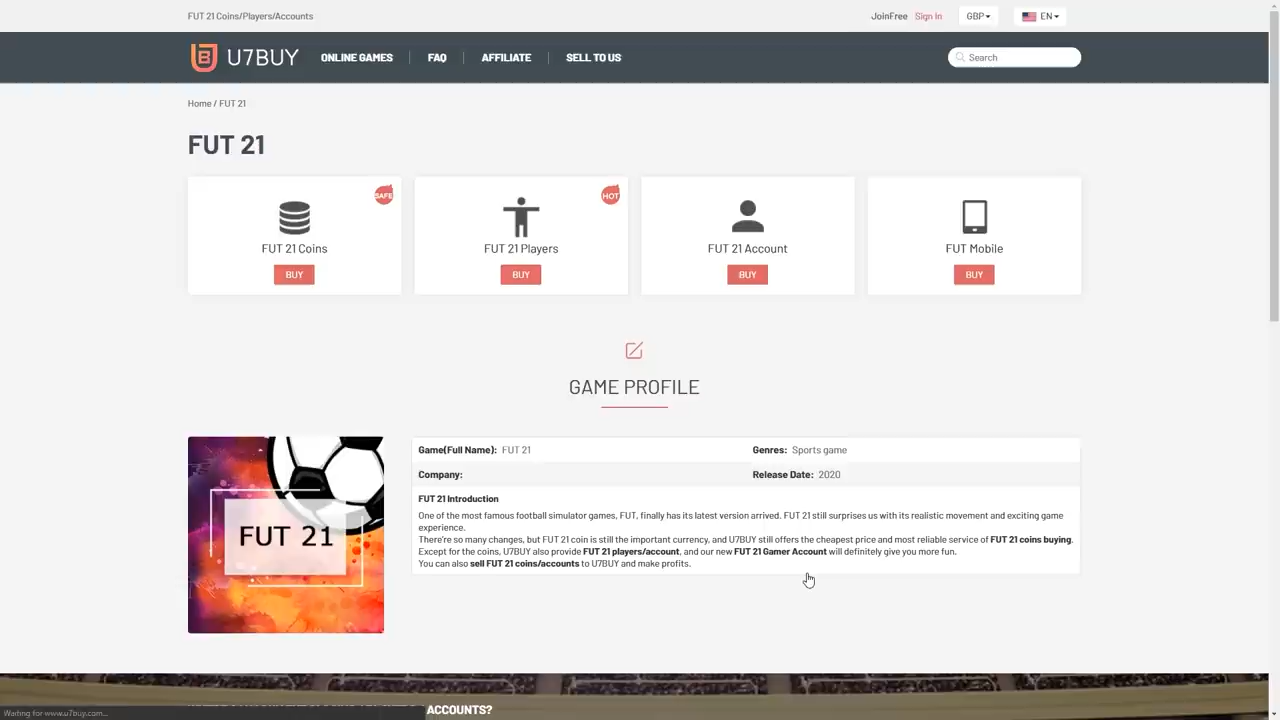 FUT 21 Coins/Players/Accounts
JoinFree Sign In GBP EN
U7BUY ONLINE GAMES FAQ AFFILIATE SELL TO US Search
Home / FUT 21
FUT 21
SAFE
HOT
FUT 21 Coins
BUY
FUT 21 Players
BUY
FUT 21 Account
BUY
FUT Mobile
BUY
GAME PROFILE
FUT 21
Game(Full Name): FUT 21 Genres: Sports game
Company: Release Date: 2020
FUT 21 Introduction
One of the most famous football simulator games, FUT, finally has its latest version arrived. FUT 21 still surprises us with its realistic movement and exciting game
experience.
There're so many changes, but FUT 21 coin is still the important currency, and U7BUY still offers the cheapest price and most reliable service of FUT 21 coins buying.
Except for the coins, U7BUY also provide FUT 21 players/account, and our new FUT 21 Gamer Account will definitely give you more fun.
You can also sell FUT 21 coins/accounts to U7BUY and make profits.
ACCOUNTS?
Waiting for www.u7buy.com...